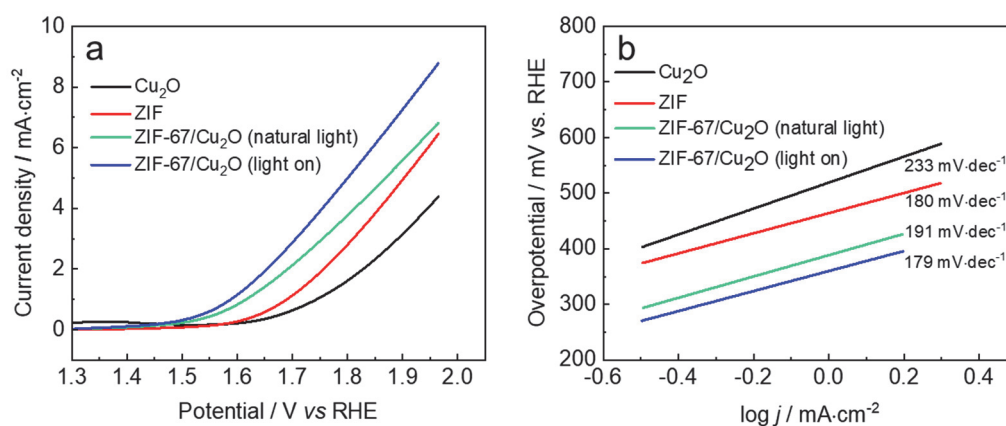 a
10
8
6
4
2
0
Current density / mA·cm-2
Cu2O
ZIF
ZIF-67/Cu2O (natural light)
ZIF-67/Cu2O (light on)
1.3 1.4 1.5 1.6 1.7 1.8 1.9 2.0
Potential / V vs RHE
b
800
700
600
500
400
300
200
Overpotential / mV vs. RHE
Cu2O
ZIF
ZIF-67/Cu2O (natural light)
ZIF-67/Cu2O (light on)
233 mV·dec-1
180 mV·dec-1
191 mV·dec-1
179 mV·dec-1
-0.6 -0.4 -0.2 0.0 0.2 0.4
log j / mA·cm-2